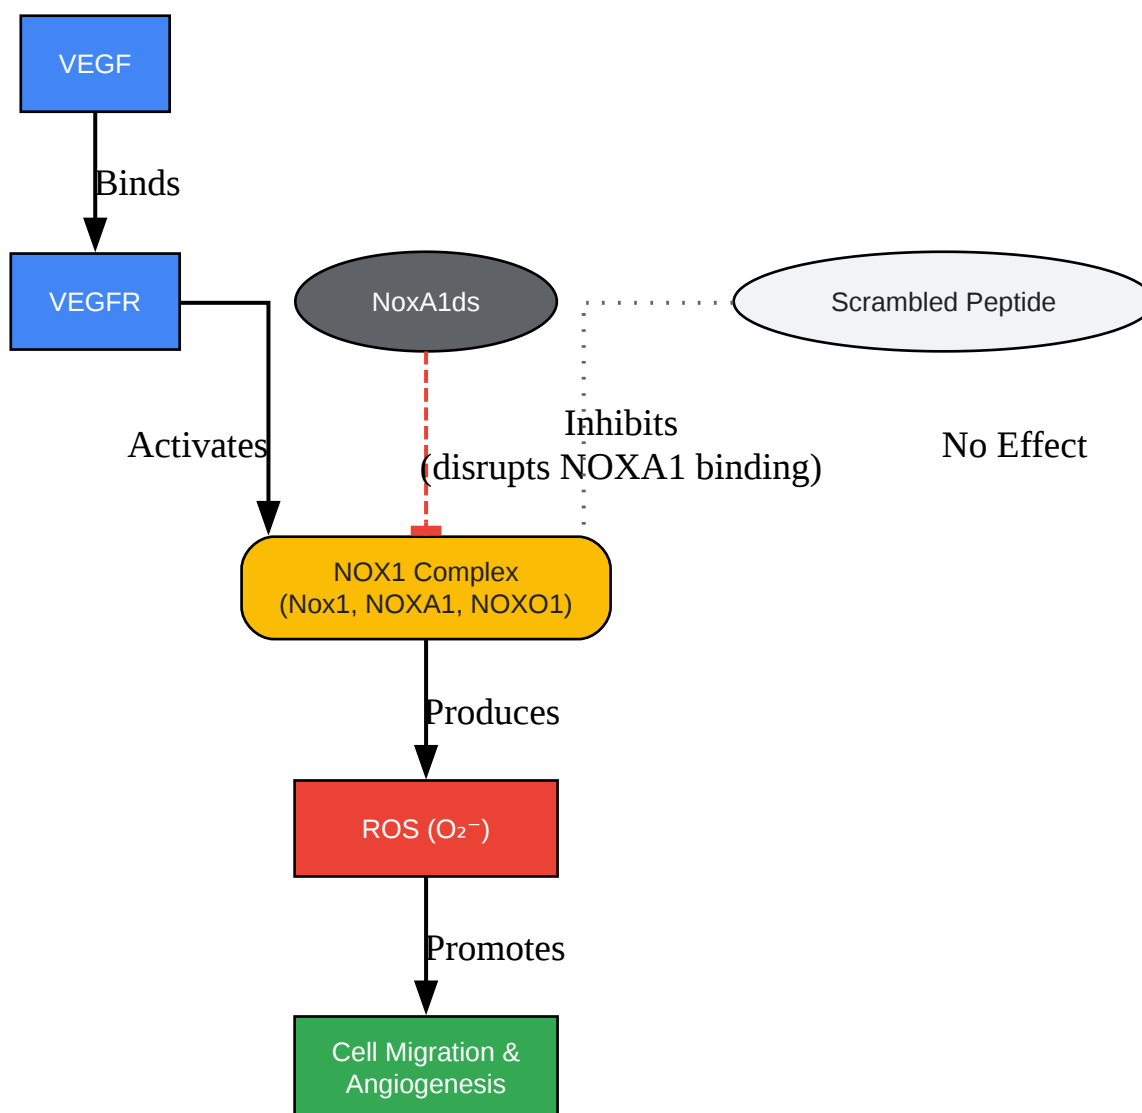 VEGF
Binds
VEGFR
NoxA1ds
Scrambled Peptide
Activates
Inhibits
(disrupts NOXA1 binding)
No Effect
NOX1 Complex
(Nox1, NOXA1, NOXO1)
Produces
ROS (O₂⁻)
Promotes
Cell Migration &
Angiogenesis